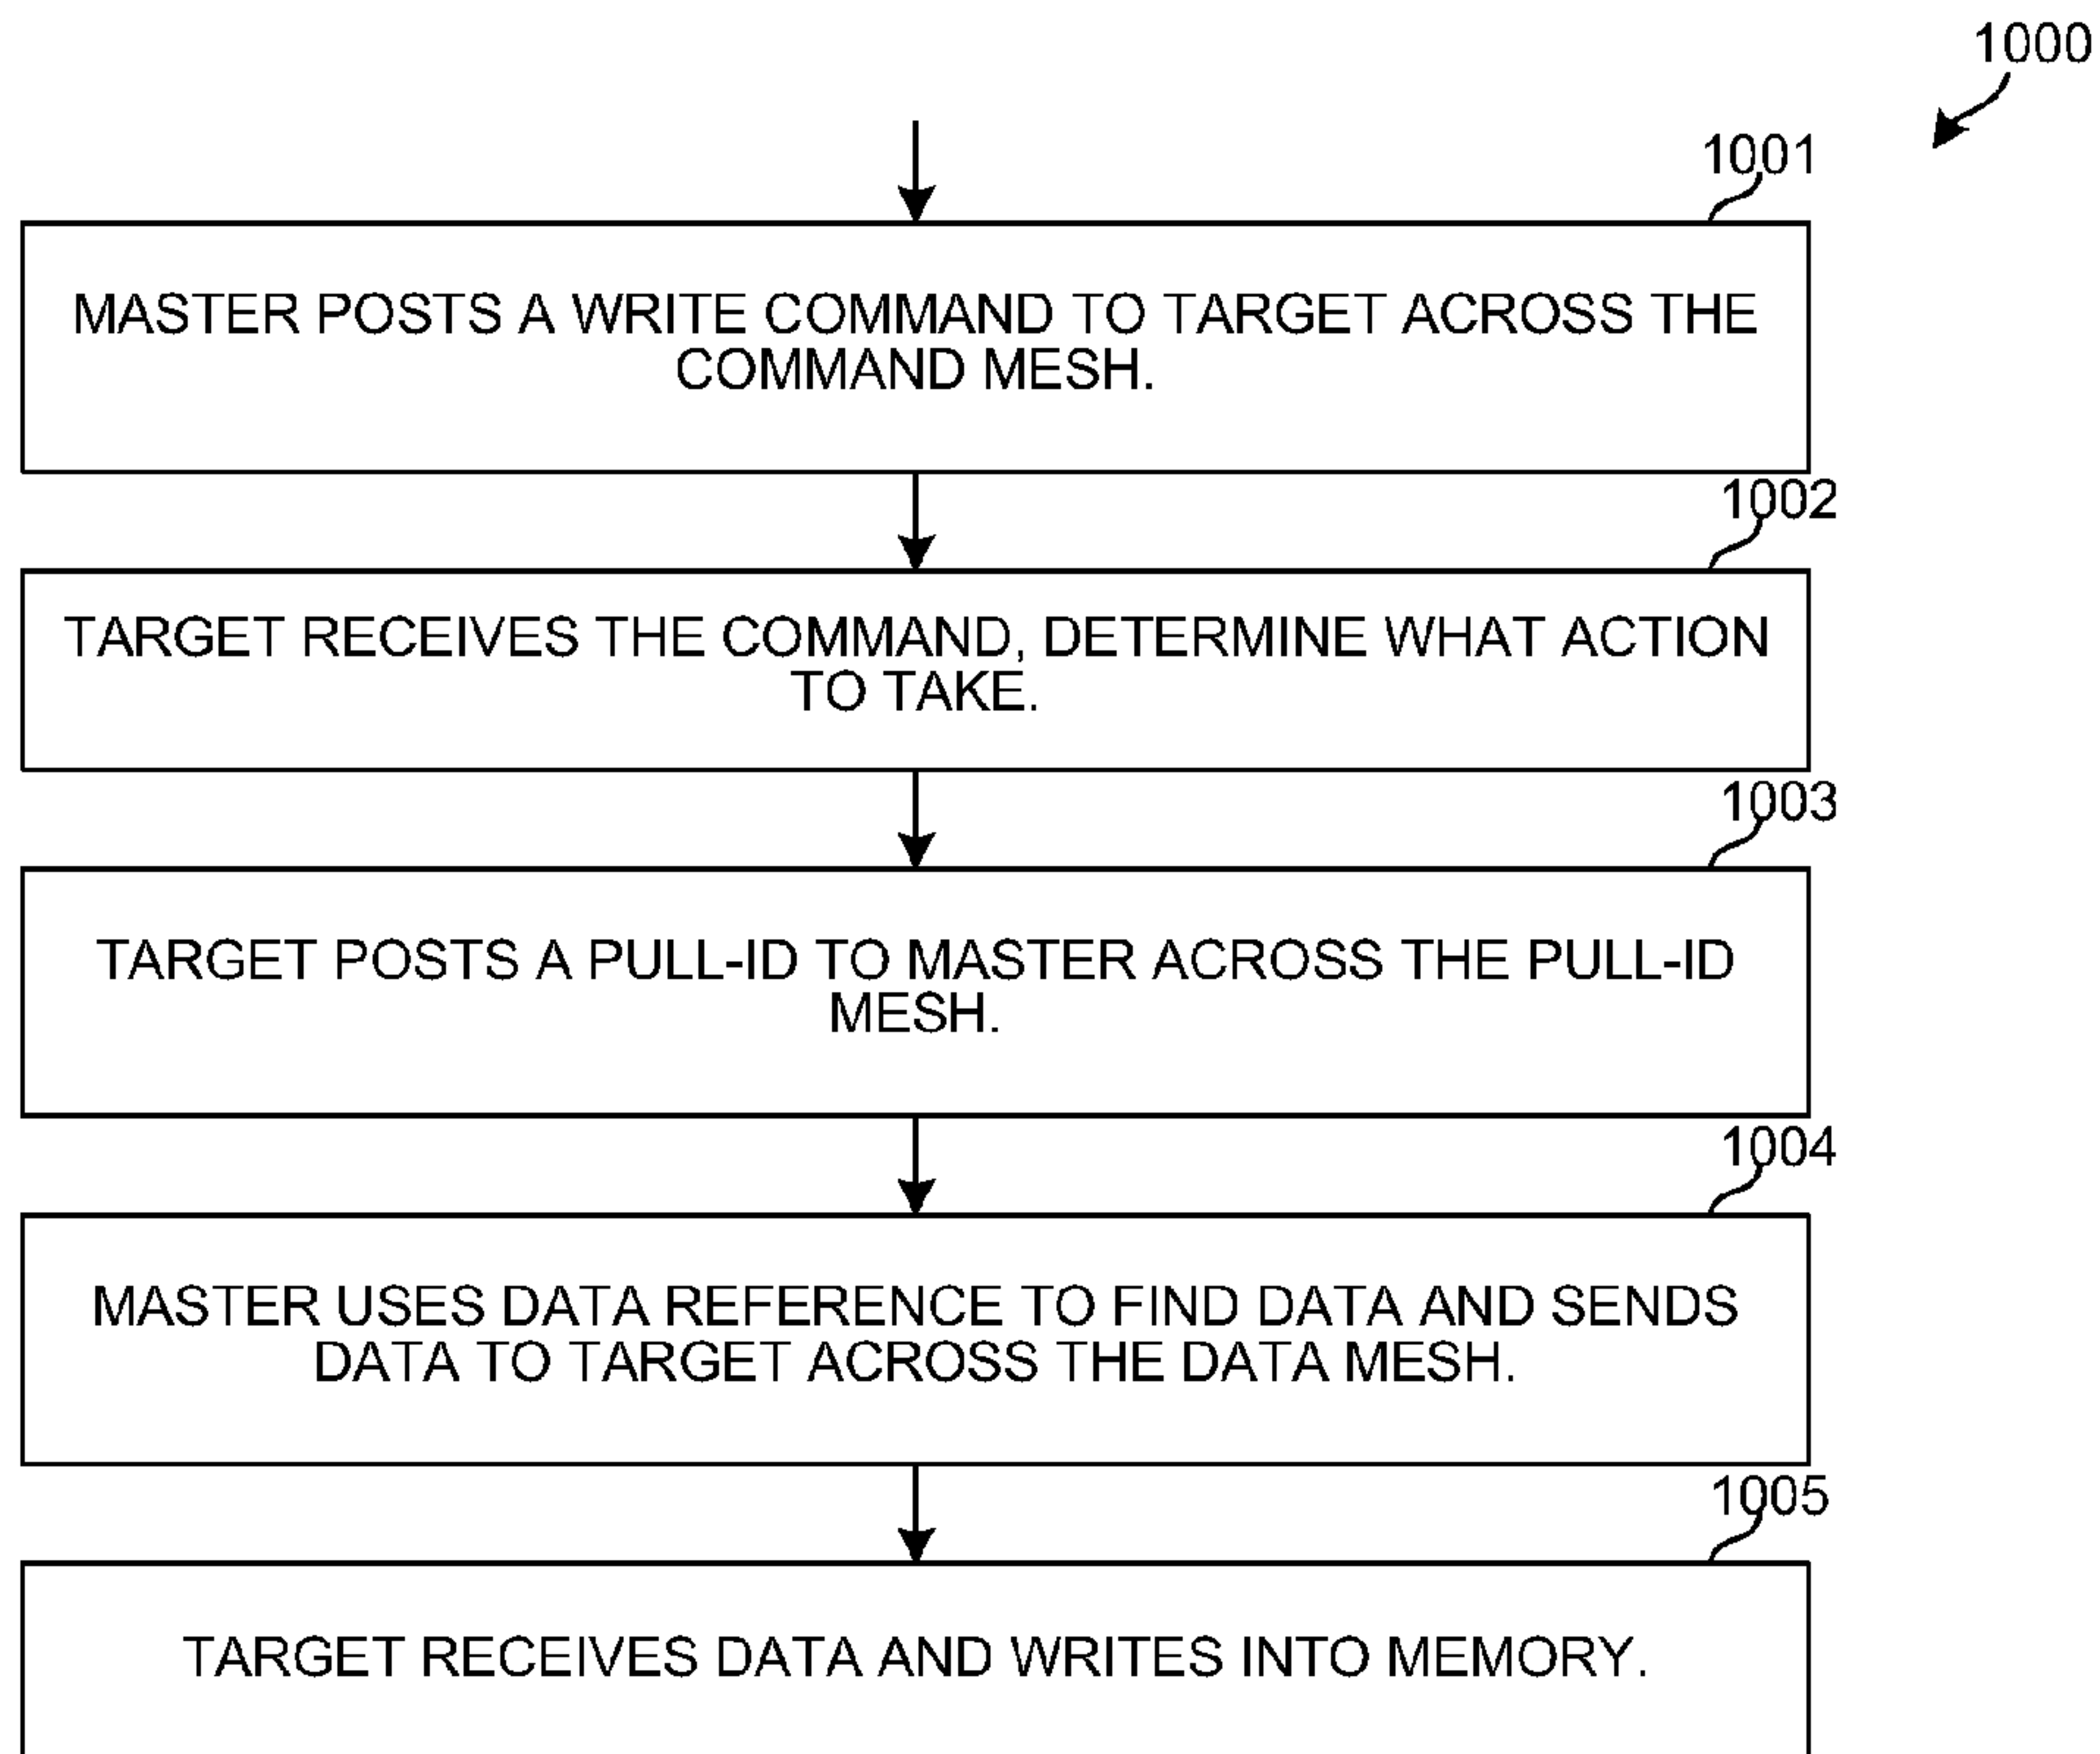 1000
1001
MASTER POSTS A WRITE COMMAND TO TARGET ACROSS THE
COMMAND MESH.
1002
TARGET RECEIVES THE COMMAND, DETERMINE WHAT ACTION
TO TAKE.
1003
TARGET POSTS A PULL-ID TO MASTER ACROSS THE PULL-ID
MESH.
1004
MASTER USES DATA REFERENCE TO FIND DATA AND SENDS
DATA TO TARGET ACROSS THE DATA MESH.
1005
TARGET RECEIVES DATA AND WRITES INTO MEMORY.